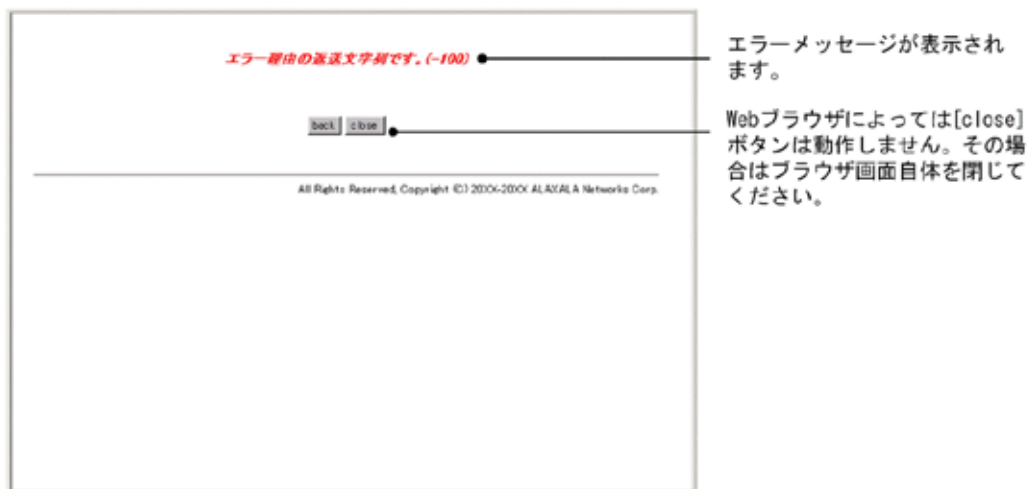 エラー理由の返送文字列です。(-100)
back close
All Rights Reserved, Copyright (C) 20XX-20XX ALAXALA Networks Corp.
エラーメッセージが表示され
ます。
Webブラウザによっては[close]
ボタンは動作しません。その場
合はブラウザ画面自体を閉じて
ください。